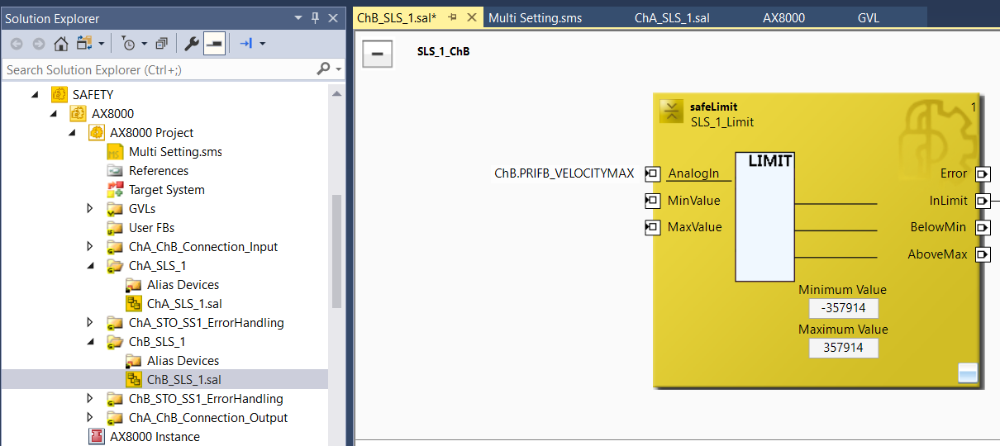 Solution Explorer
Search Solution Explorer (Ctrl+;)
SAFETY
AX8000
AX8000 Project
Multi Setting.sms
References
Target System
GVLs
User FBs
ChA_ChB_Connection_Input
ChA_SLS_1
Alias Devices
ChA_SLS_1.sal
ChA_STO_SS1_ErrorHandling
ChB_SLS_1
Alias Devices
ChB_SLS_1.sal
ChB_STO_SS1_ErrorHandling
ChA_ChB_Connection_Output
AX8000 Instance
ChB_SLS_1.sal* Multi Setting.sms ChA_SLS_1.sal AX8000 GVL
SLS_1_ChB
safeLimit 1
SLS_1_Limit
LIMIT
ChB.PRIFB_VELOCITYMAX AnalogIn Error
MinValue InLimit
MaxValue BelowMin
AboveMax
Minimum Value
-357914
Maximum Value
357914